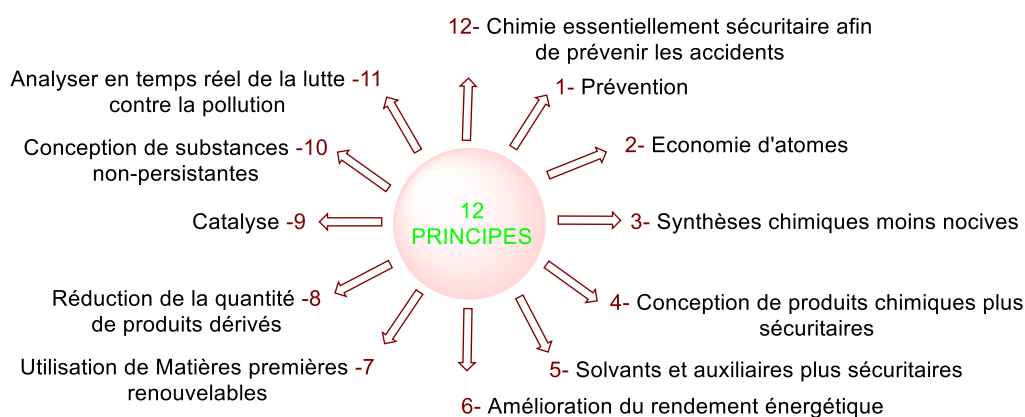 12- Chimie essentiellement sécuritaire afin
de prévenir les accidents
1- Prévention
2- Economie d'atomes
3- Synthèses chimiques moins nocives
4- Conception de produits chimiques plus
sécuritaires
5- Solvants et auxiliaires plus sécuritaires
6- Amélioration du rendement énergétique
Utilisation de Matières premières -7
renouvelables
Réduction de la quantité -8
de produits dérivés
Catalyse -9
Conception de substances -10
non-persistantes
Analyser en temps réel de la lutte -11
contre la pollution
12
PRINCIPES